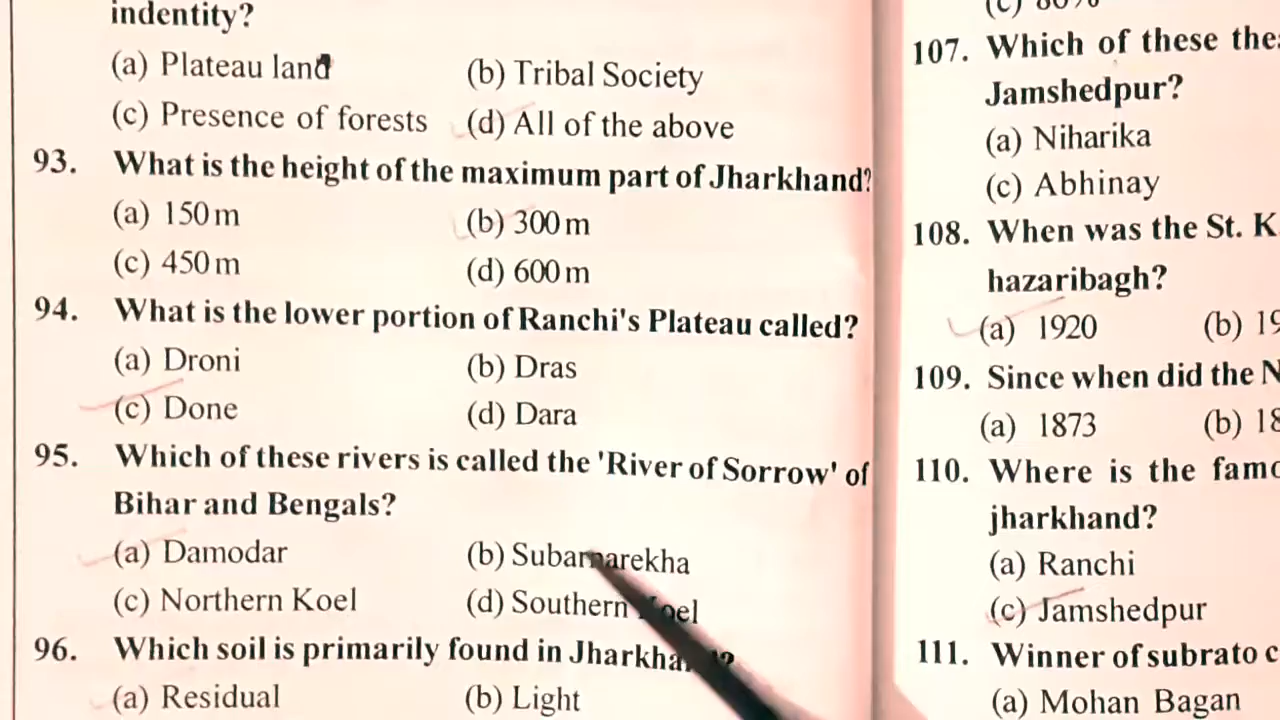 indentity?
(a) Plateau land (b) Tribal Society
(c) Presence of forests (d) All of the above
93. What is the height of the maximum part of Jharkhand?
(a) 150 m (b) 300 m
(c) 450 m (d) 600 m
94. What is the lower portion of Ranchi's Plateau called?
(a) Droni (b) Dras
(c) Done (d) Dara
95. Which of these rivers is called the 'River of Sorrow' of
Bihar and Bengals?
(a) Damodar (b) Subarnarekha
(c) Northern Koel (d) Southern Koel
96. Which soil is primarily found in Jharkhand?
(a) Residual (b) Light
107. Which of these
Jamshedpur?
(a) Niharika
(c) Abhinay
108. When was the St. K
hazaribagh?
(a) 1920 (b)
109. Since when did the N
(a) 1873 (b)
110. Where is the
jharkhand?
(a) Ranchi
(c) Jamshedpur
111. Winner of subrato c
(a) Mohan Bagan